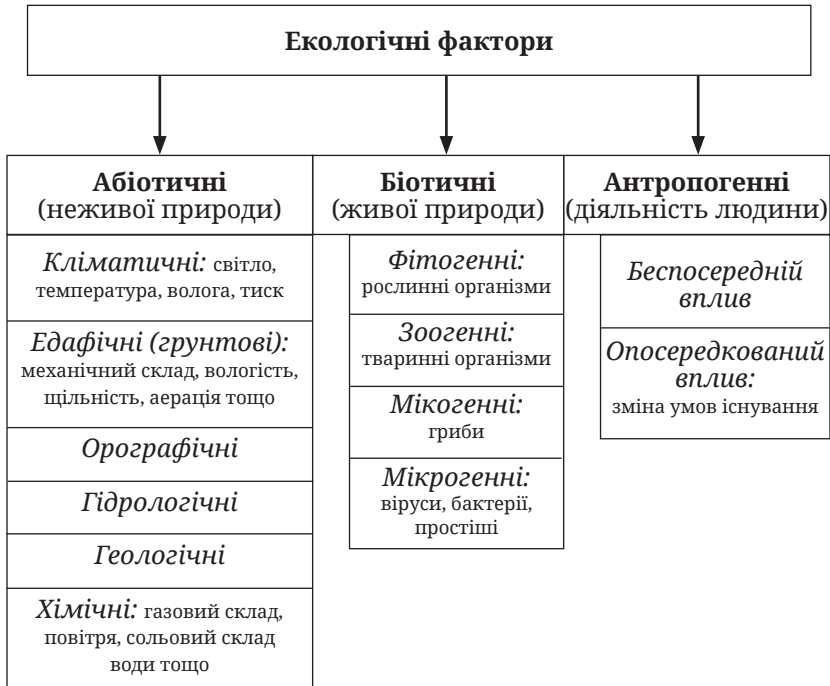 Екологічні фактори
Абіотичні
(неживої природи)
Біотичні
(живої природи)
Антропогенні
(діяльність людини)
Кліматичні: світло,
температура, волога, тиск
Едафічні (грунтові):
механічний склад, вологість,
щільність, аерація тощо
Орографічні
Гідрологічні
Геологічні
Хімічні: газовий склад,
повітря, сольовий склад
води тощо
Фітогенні:
рослинні організми
Зоогенні:
тваринні організми
Мікогенні:
гриби
Мікрогенні:
віруси, бактерії,
простіші
Беспосередній
вплив
Опосередкований
вплив:
зміна умов існування